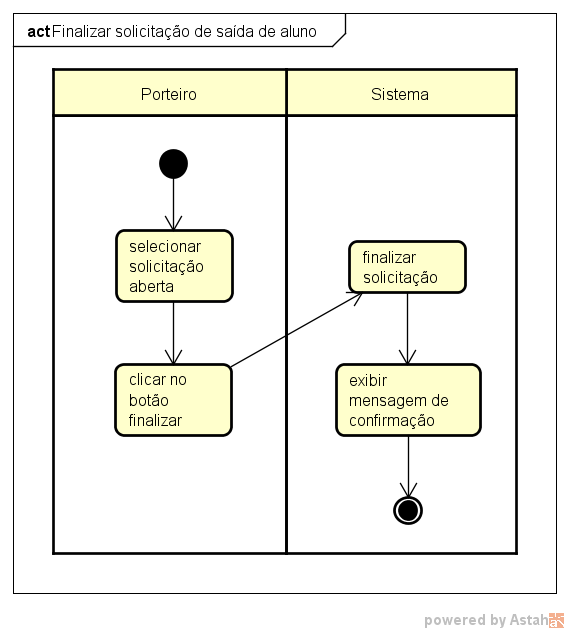 act Finalizar solicitação de saída de aluno
Porteiro
Sistema
selecionar
solicitação
aberta
clicar no
botão
finalizar
finalizar
solicitação
exibir
mensagem de
confirmação
powered by Astah